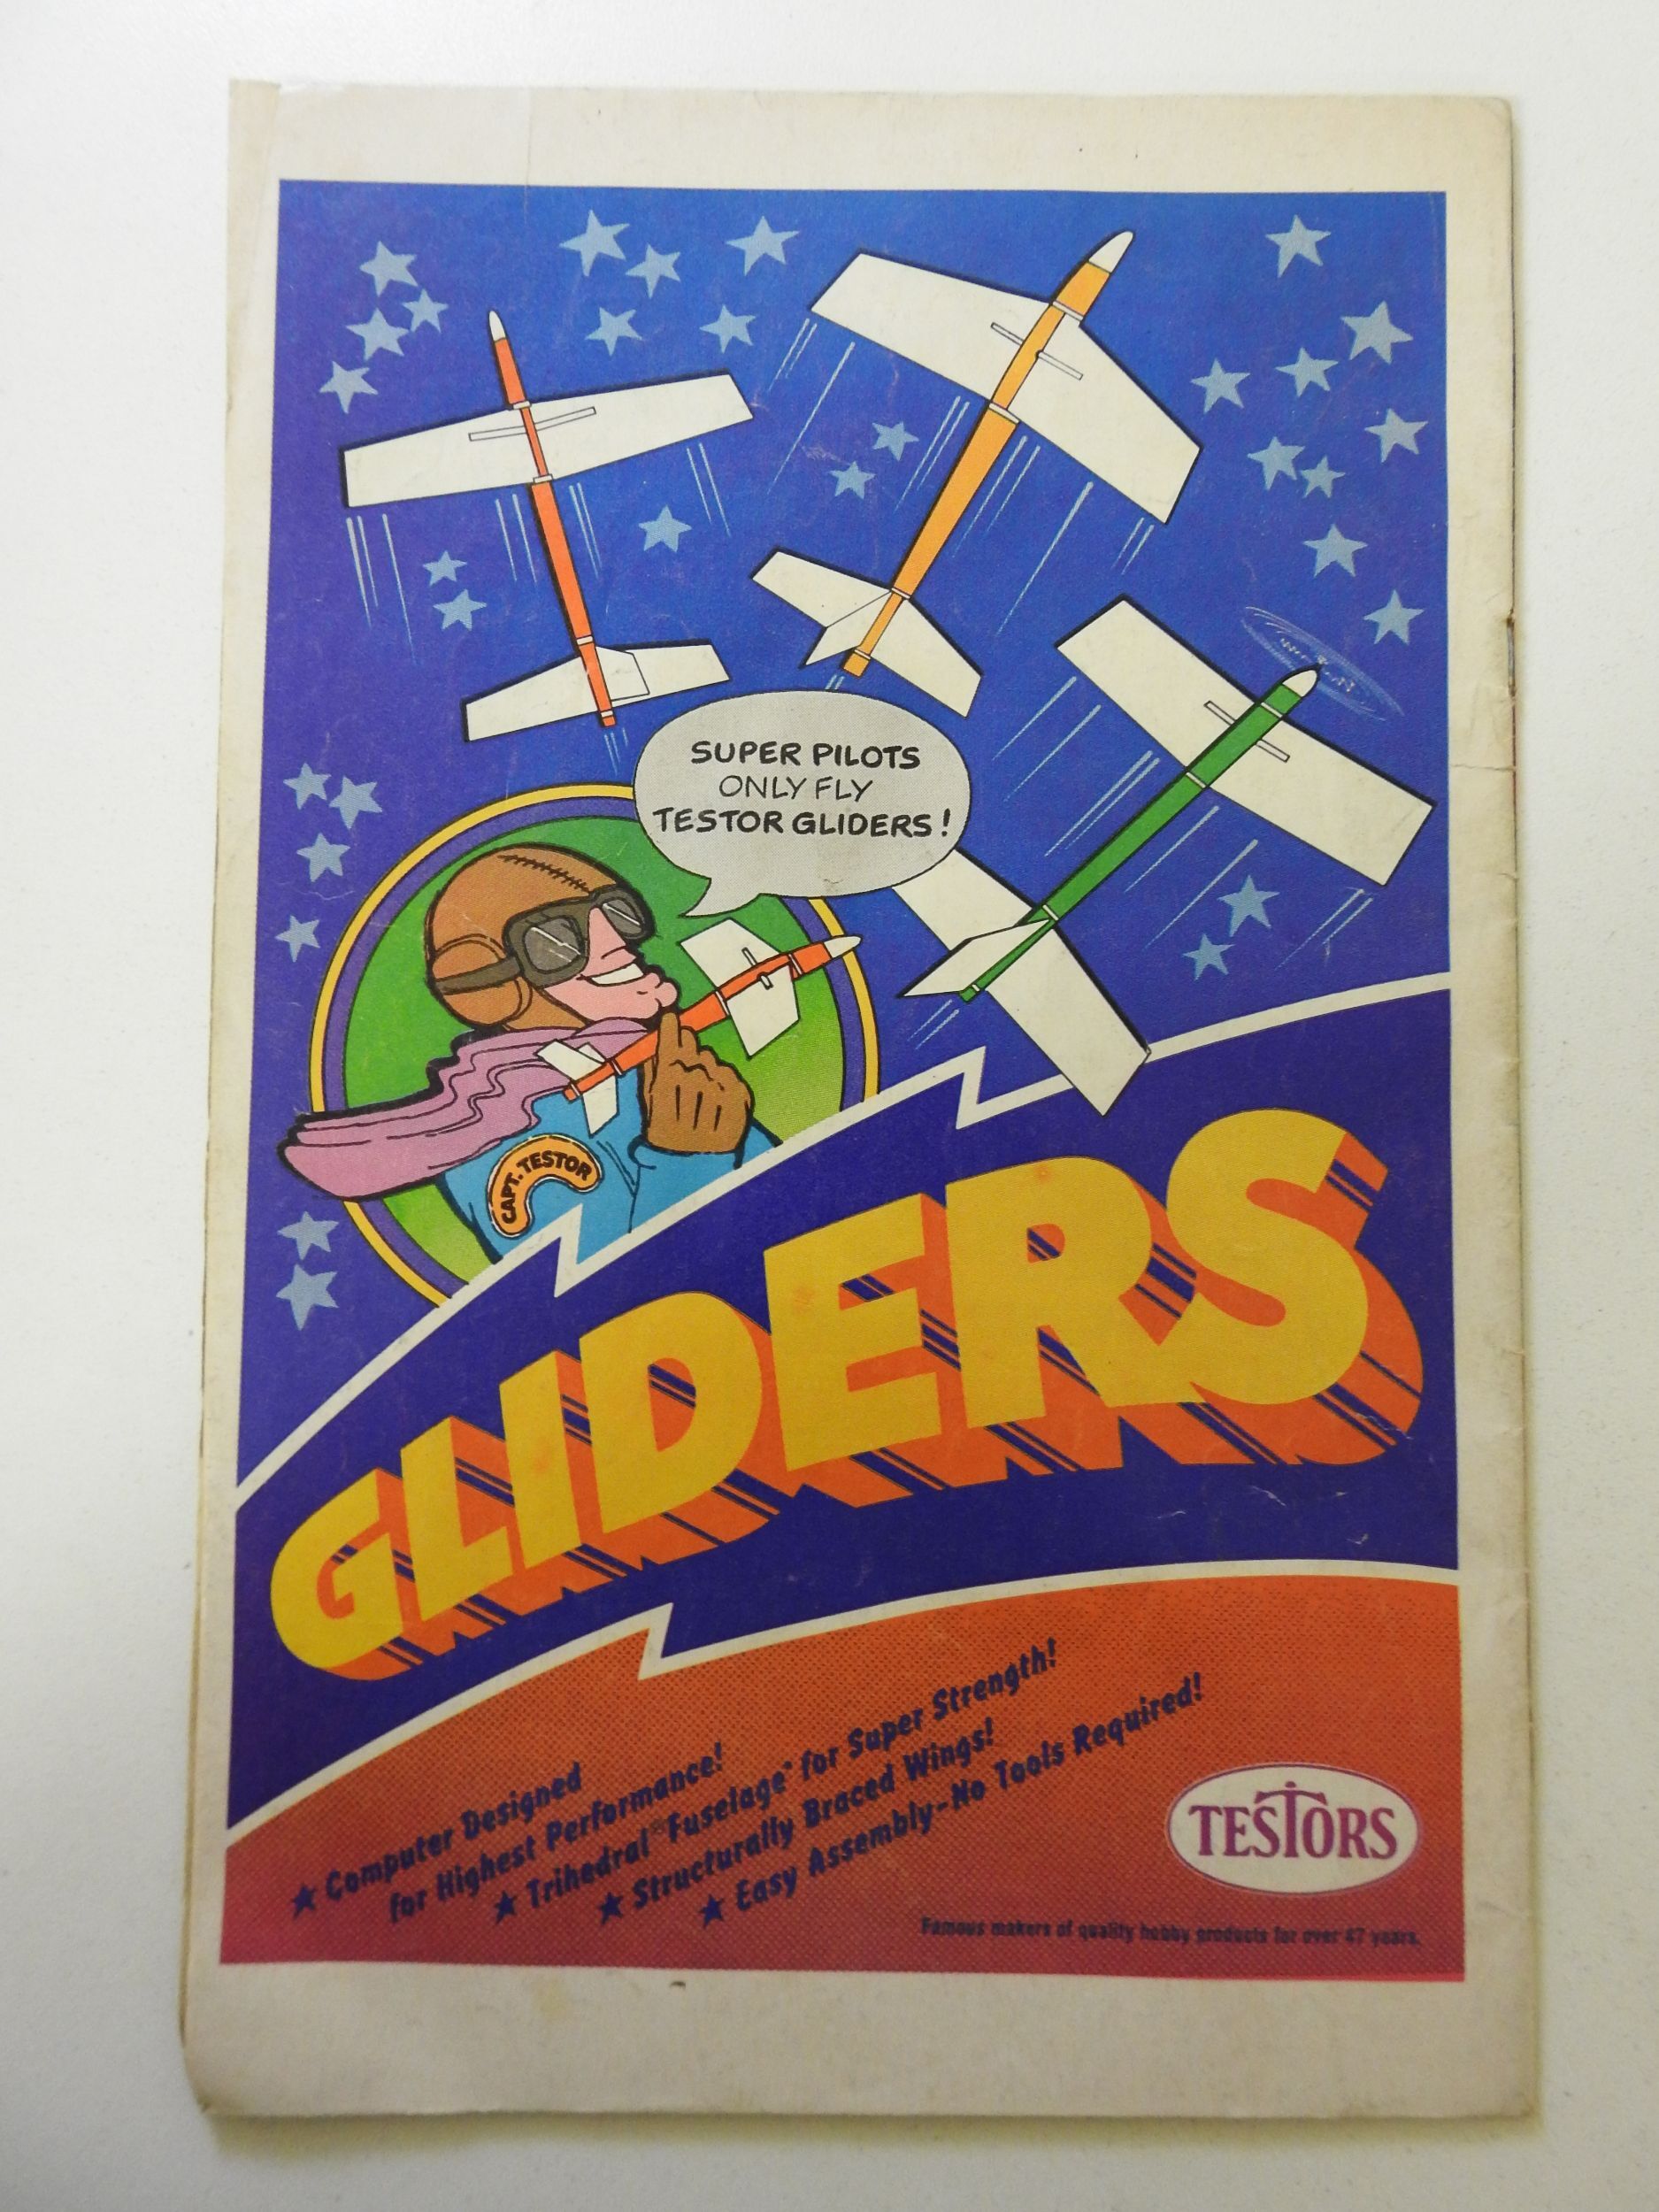 SUPER PILOTS
ONLY FLY
TESTOR GLIDERS!
CAPT. TESTOR
GLIDERS
★ Computer Designed
for Highest Performance!
★ Trihedral® Fuselage" for Super Strength!
★ Structurally Braced Wings!
★ Easy Assembly-No Tools Required!
TESTORS
Famous makers of quality hobby products for over 47 years.